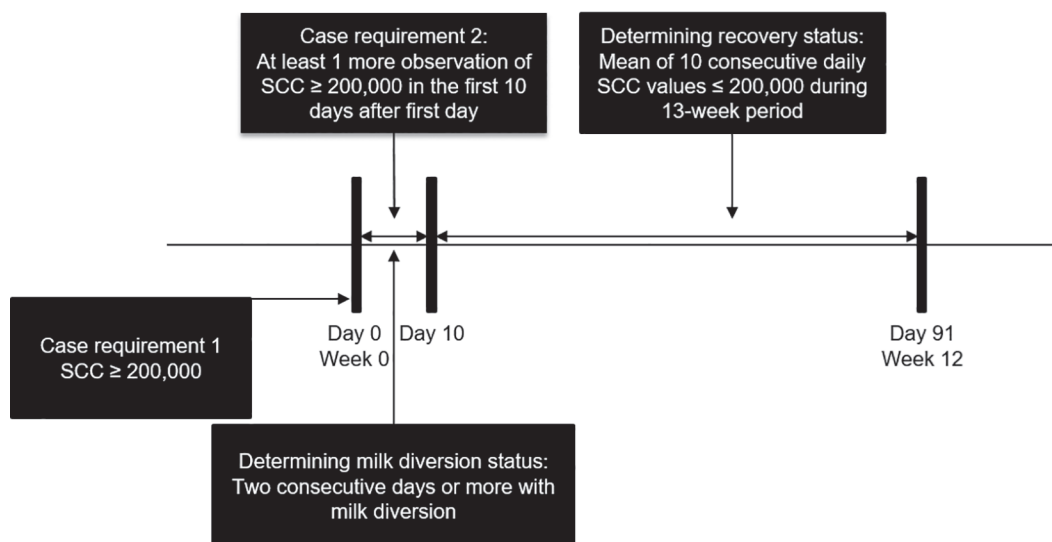 Case requirement 2:
At least 1 more observation of
SCC ≥ 200,000 in the first 10
days after first day
Determining recovery status:
Mean of 10 consecutive daily
SCC values ≤ 200,000 during
13-week period
Case requirement 1
SCC ≥ 200,000
Day 0
Week 0
Day 10
Day 91
Week 12
Determining milk diversion status:
Two consecutive days or more with
milk diversion